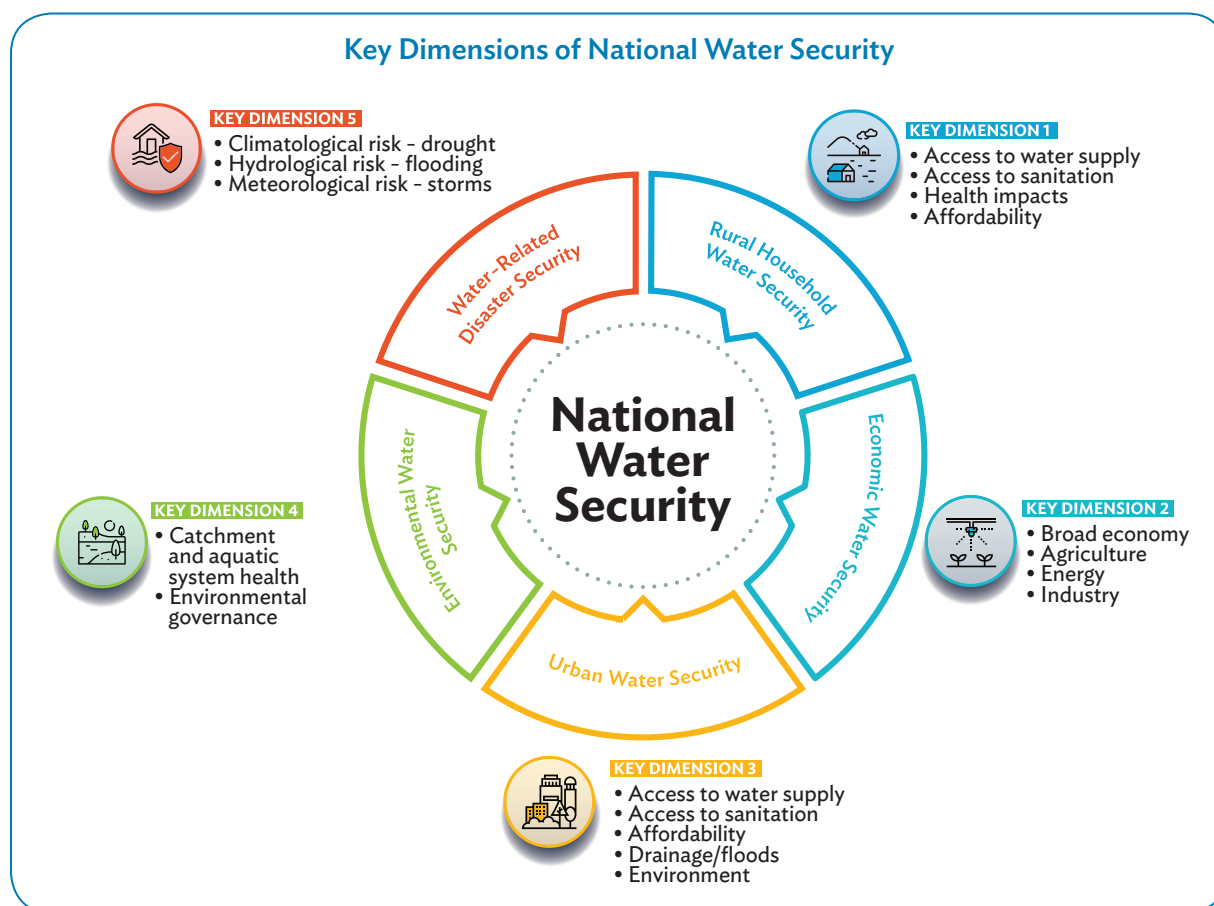 Key Dimensions of National Water Security
KEY DIMENSION 5
• Climatological risk - drought
• Hydrological risk - flooding
• Meteorological risk - storms
KEY DIMENSION 1
• Access to water supply
• Access to sanitation
• Health impacts
• Affordability
Water-Related
Disaster Security
Rural Household
Water Security
National
Water
Security
Economic Water Security
Environmental Water
Security
Urban Water Security
KEY DIMENSION 4
• Catchment
and aquatic
system health
• Environmental
governance
KEY DIMENSION 2
• Broad economy
• Agriculture
• Energy
• Industry
KEY DIMENSION 3
• Access to water supply
• Access to sanitation
• Affordability
• Drainage/floods
• Environment